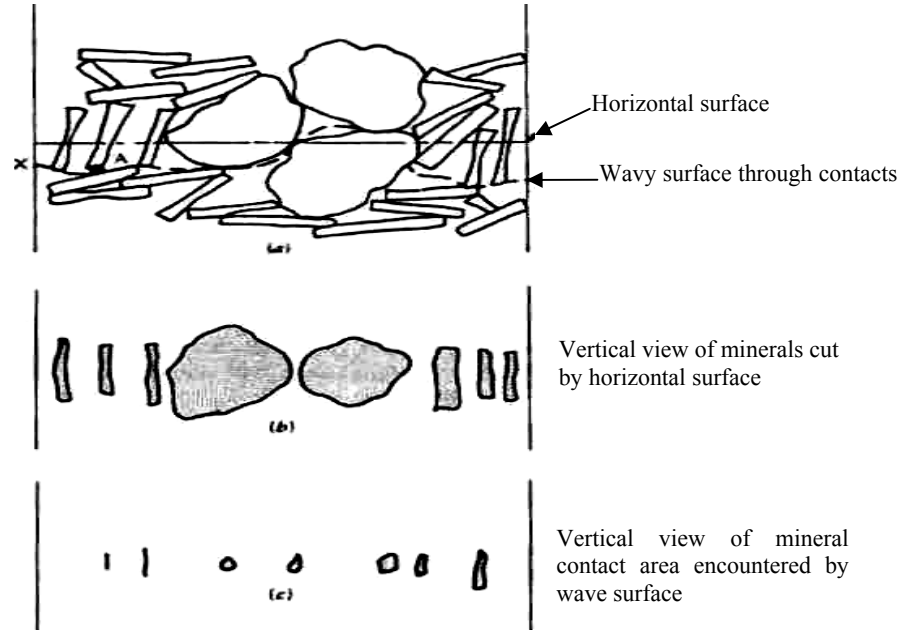 Horizontal surface
X
A
Wavy surface through contacts
(a)
Vertical view of minerals cut
by horizontal surface
(b)
Vertical view of mineral
contact area encountered by
wave surface
(c)